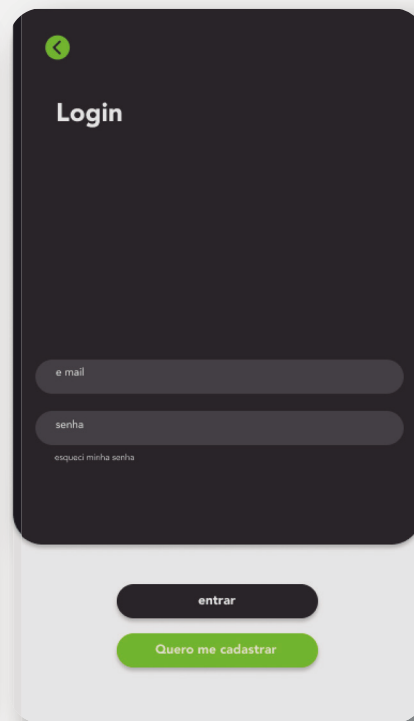 Login
e mail
senha
esqueci minha senha
entrar
Quero me cadastrar